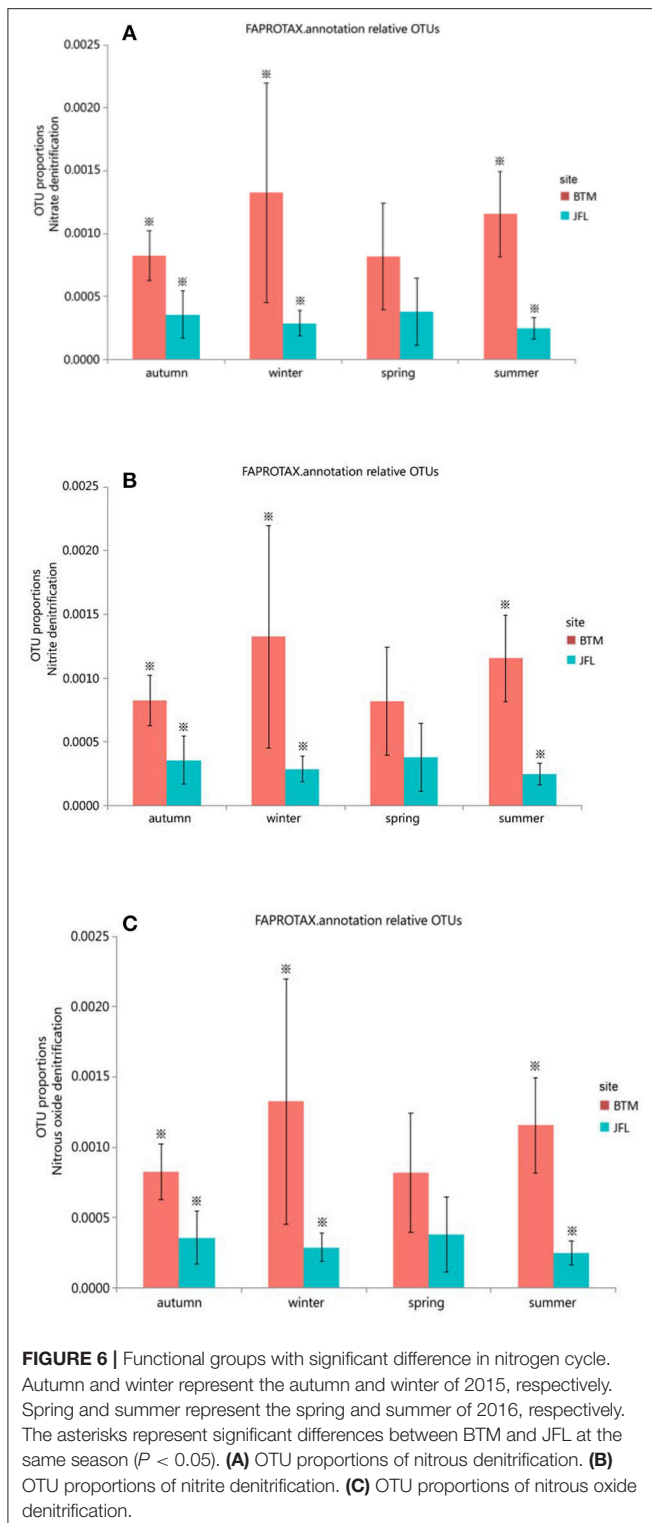 A
FAPROTAX.annotation relative OTUs
OTU proportions
Nitrate denitrification
0.0025
0.0020
0.0015
0.0010
0.0005
0.0000
※
※
※
※
※
※
autumn
winter
spring
summer
site
BTM
JFL
B
FAPROTAX.annotation relative OTUs
OTU proportions
Nitrite denitrification
0.0025
0.0020
0.0015
0.0010
0.0005
0.0000
※
※
※
※
※
※
autumn
winter
spring
summer
site
BTM
JFL
C
FAPROTAX.annotation relative OTUs
OTU proportions
Nitrous oxide denitrification
0.0025
0.0020
0.0015
0.0010
0.0005
0.0000
※
※
※
※
※
※
autumn
winter
spring
summer
site
BTM
JFL
FIGURE 6 | Functional groups with significant difference in nitrogen cycle.
Autumn and winter represent the autumn and winter of 2015, respectively.
Spring and summer represent the spring and summer of 2016, respectively.
The asterisks represent significant differences between BTM and JFL at the
same season (P < 0.05). (A) OTU proportions of nitrous denitrification. (B)
OTU proportions of nitrite denitrification. (C) OTU proportions of nitrous oxide
denitrification.